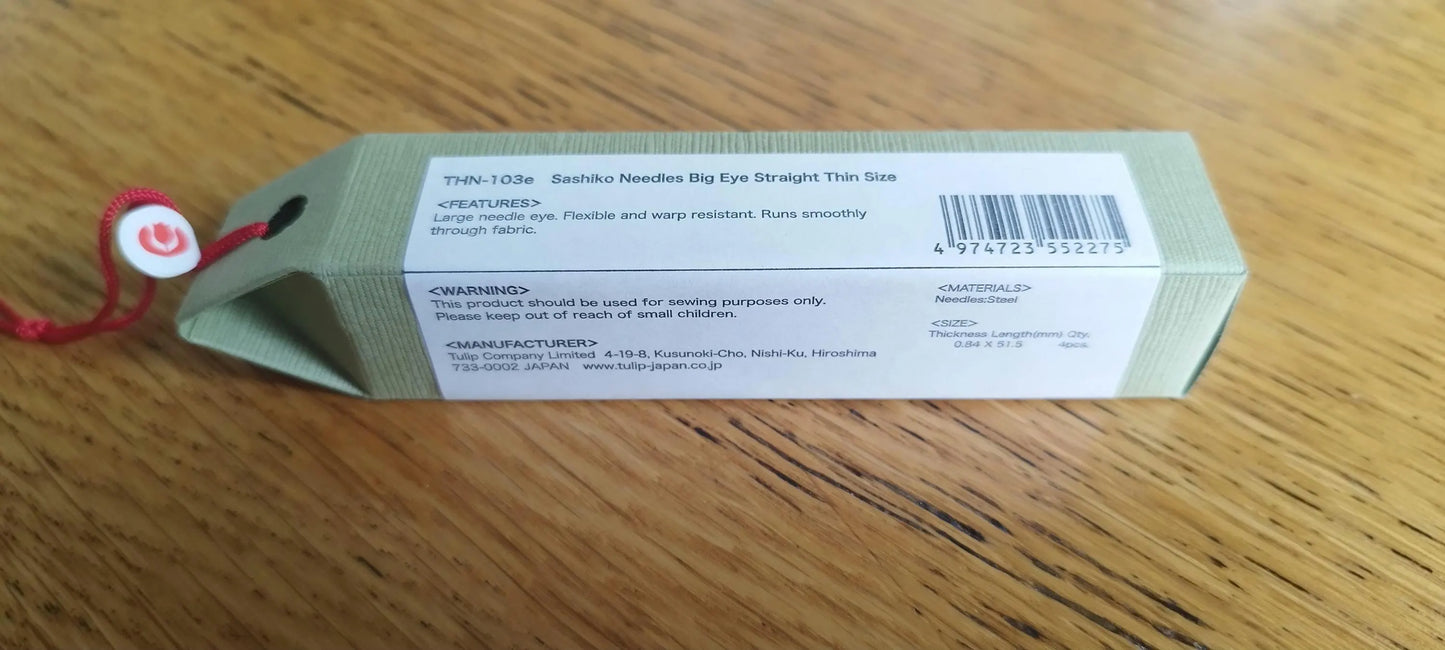 THN-103e Sashiko Needles Big Eye Straight Thin Size
<FEATURES>
Large needle eye. Flexible and warp resistant. Runs smoothly
through fabric.
4 974723 552275
<WARNING>
This product should be used for sewing purposes only.
Please keep out of reach of small children.
<MANUFACTURER>
Tulip Company Limited 4-19-8, Kusunoki-Cho, Nishi-Ku, Hiroshima
733-0002 JAPAN www.tulip-japan.co.jp
<MATERIALS>
Needles:Steel
<SIZE>
Thickness Length(mm) Qty.
0.84 X 51.5 4pcs.